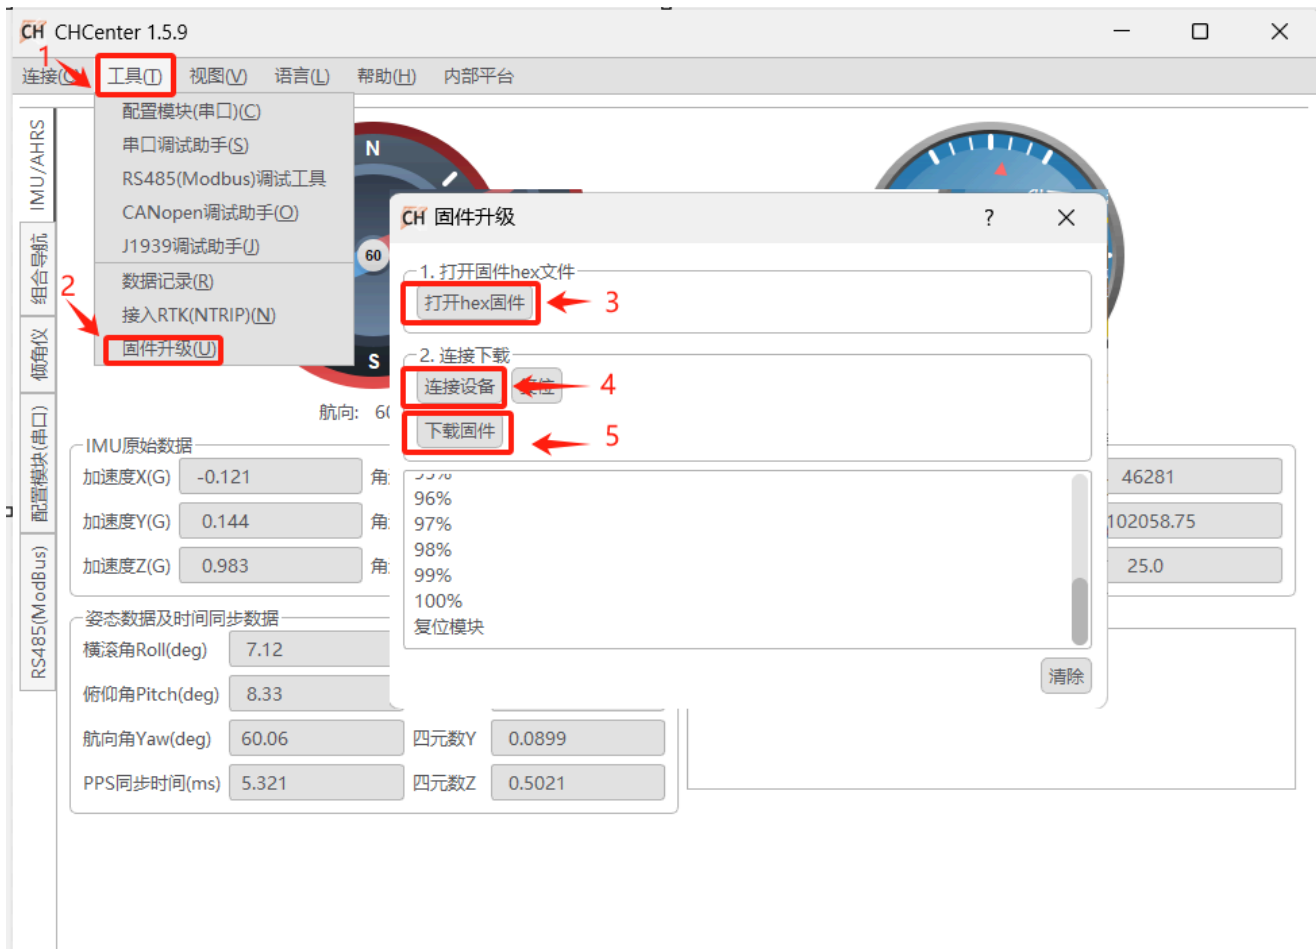 CH CHCenter 1.5.9
1
连接(C) 工具(T) 视图(V) 语言(L) 帮助(H) 内部平台
配置模块(串口)(C)
串口调试助手(S)
RS485(Modbus)调试工具
CANopen调试助手(O)
J1939调试助手(J)
数据记录(R)
接入RTK(NTRIP)(N)
固件升级(U)
2
IMU/AHRS
组合导航
倾角仪
配置模块(串口)
RS485(ModBus)
N
60
S
航向: 60
CH 固件升级 ?
1. 打开固件hex文件
打开hex固件 3
2. 连接下载
连接设备 4
下载固件 5
96%
97%
98%
99%
100%
复位模块
清除
IMU原始数据
加速度X(G) -0.121 角 46281
加速度Y(G) 0.144 角 102058.75
加速度Z(G) 0.983 角 25.0
姿态数据及时间同步数据
横滚角Roll(deg) 7.12
俯仰角Pitch(deg) 8.33
航向角Yaw(deg) 60.06 四元数Y 0.0899
PPS同步时间(ms) 5.321 四元数Z 0.5021